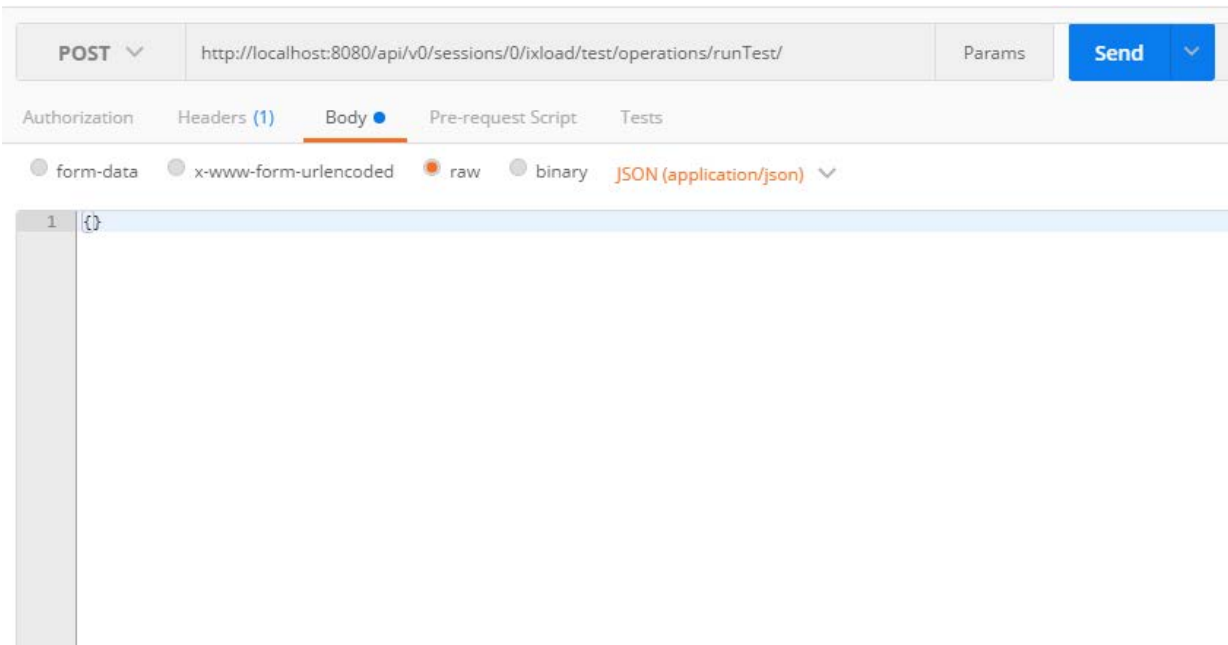 POST http://localhost:8080/api/v0/sessions/0/ixload/test/operations/runTest/ Params Send
Authorization Headers (1) Body Pre-request Script Tests
form-data x-www-form-urlencoded raw binary JSON (application/json)
1 {}